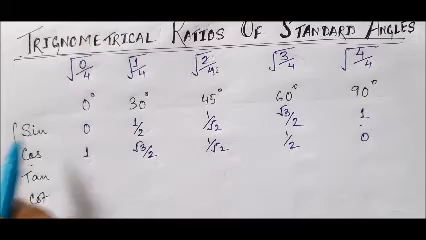 TRIGNOMETRICAL RATIOS OF STANDARD ANGLES
√0/4 √1/4 √2/4 √3/4 √4/4
0° 30° 45° 60° 90°
Sin 0 1/2 1/√2 √3/2 1
Cos 1 √3/2 1/√2 1/2 0
Tan
Cot